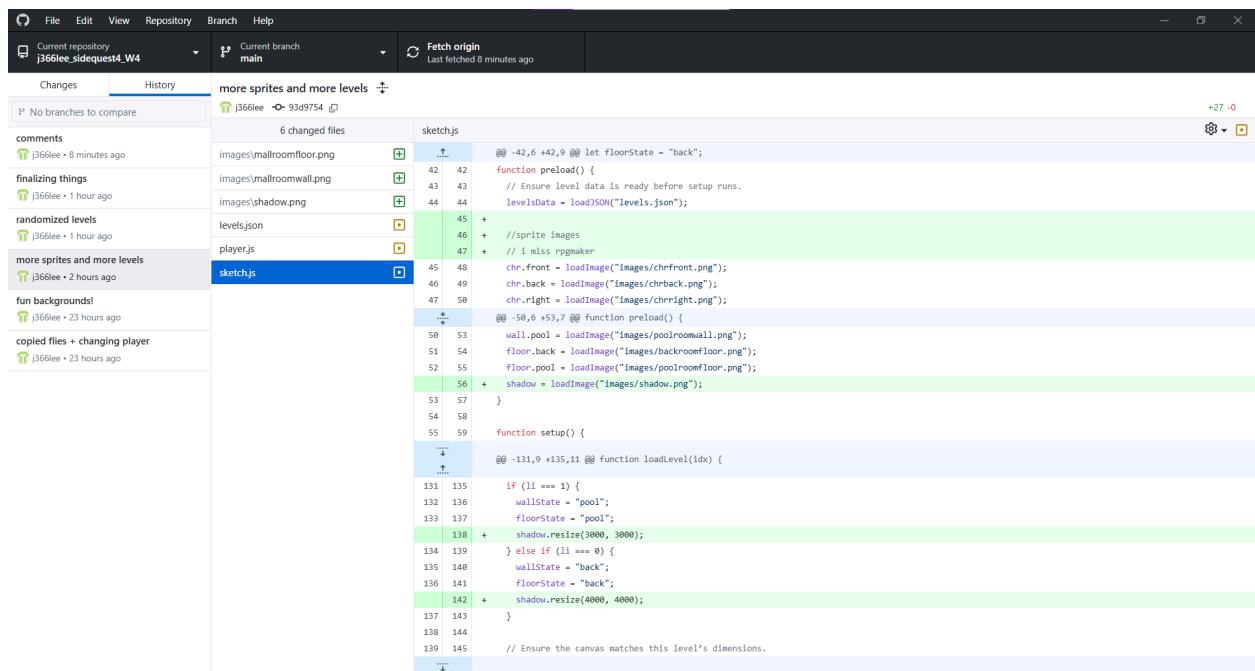 File Edit View Repository Branch Help
Current repository
j366lee_sidequest4_W4
Current branch
main
Fetch origin
Last fetched 8 minutes ago
Changes History
No branches to compare
comments
j366lee • 8 minutes ago
finalizing things
j366lee • 1 hour ago
randomized levels
j366lee • 1 hour ago
more sprites and more levels
j366lee • 2 hours ago
fun backgrounds!
j366lee • 23 hours ago
copied flies + changing player
j366lee • 23 hours ago
more sprites and more levels
j366lee 93d9754
+27 -0
6 changed files
images\mallroomfloor.png
images\mallroomwall.png
images\shadow.png
levels.json
player.js
sketch.js
sketch.js
@@ -42,6 +42,9 @@ let floorState = "back";
42 42 function preload() {
43 43 // Ensure level data is ready before setup runs.
44 44 levelsData = loadJSON("levels.json");
45 +
46 + //sprite images
47 + // i miss rpgmaker
45 48 chr.front = loadImage("images/chrfront.png");
46 49 chr.back = loadImage("images/chrback.png");
47 50 chr.right = loadImage("images/chrright.png");
@@ -50,6 +53,7 @@ function preload() {
50 53 wall.pool = loadImage("images/poolroomwall.png");
51 54 floor.back = loadImage("images/backroomfloor.png");
52 55 floor.pool = loadImage("images/poolroomfloor.png");
56 + shadow = loadImage("images/shadow.png");
53 57 }
54 58
55 59 function setup() {
@@ -131,9 +135,11 @@ function loadLevel(idx) {
131 135 if (li === 1) {
132 136 wallState = "pool";
133 137 floorState = "pool";
138 + shadow.resize(3000, 3000);
134 139 } else if (li === 0) {
135 140 wallState = "back";
136 141 floorState = "back";
142 + shadow.resize(4000, 4000);
137 143 }
138 144
139 145 // Ensure the canvas matches this level's dimensions.